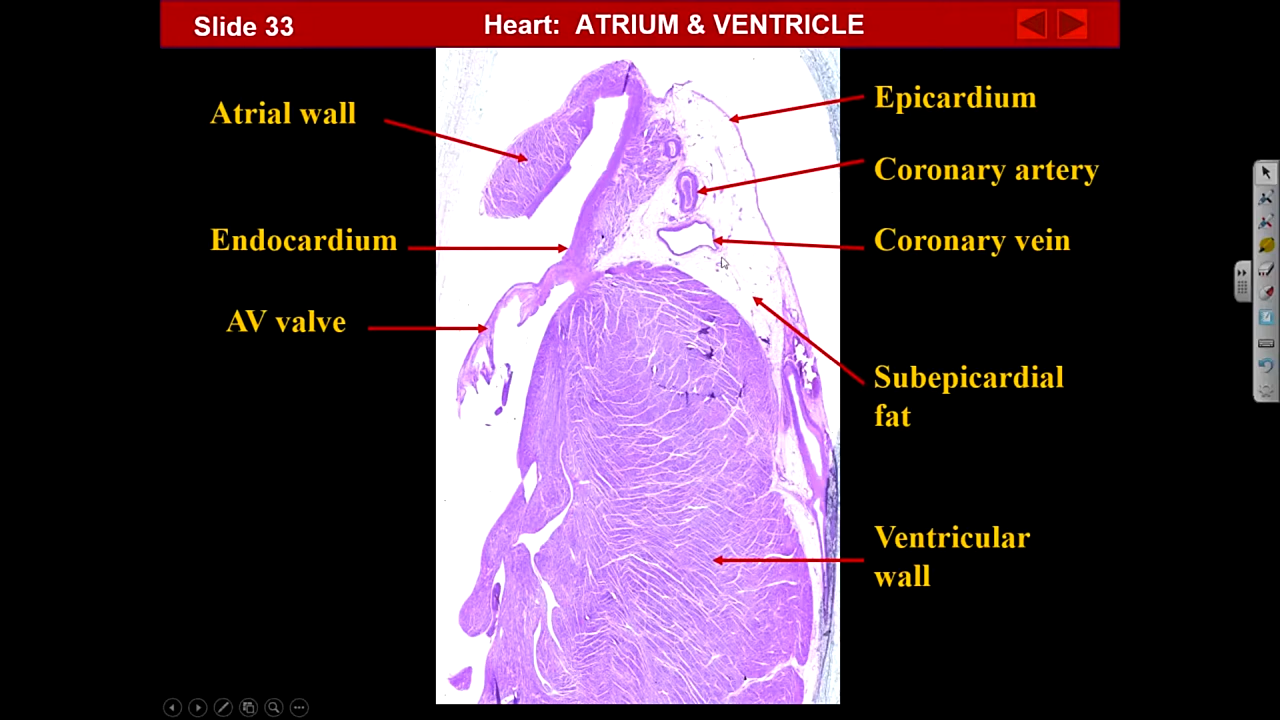 Slide 33
Heart: ATRIUM & VENTRICLE
Atrial wall
Endocardium
AV valve
Epicardium
Coronary artery
Coronary vein
Subepicardial
fat
Ventricular
wall